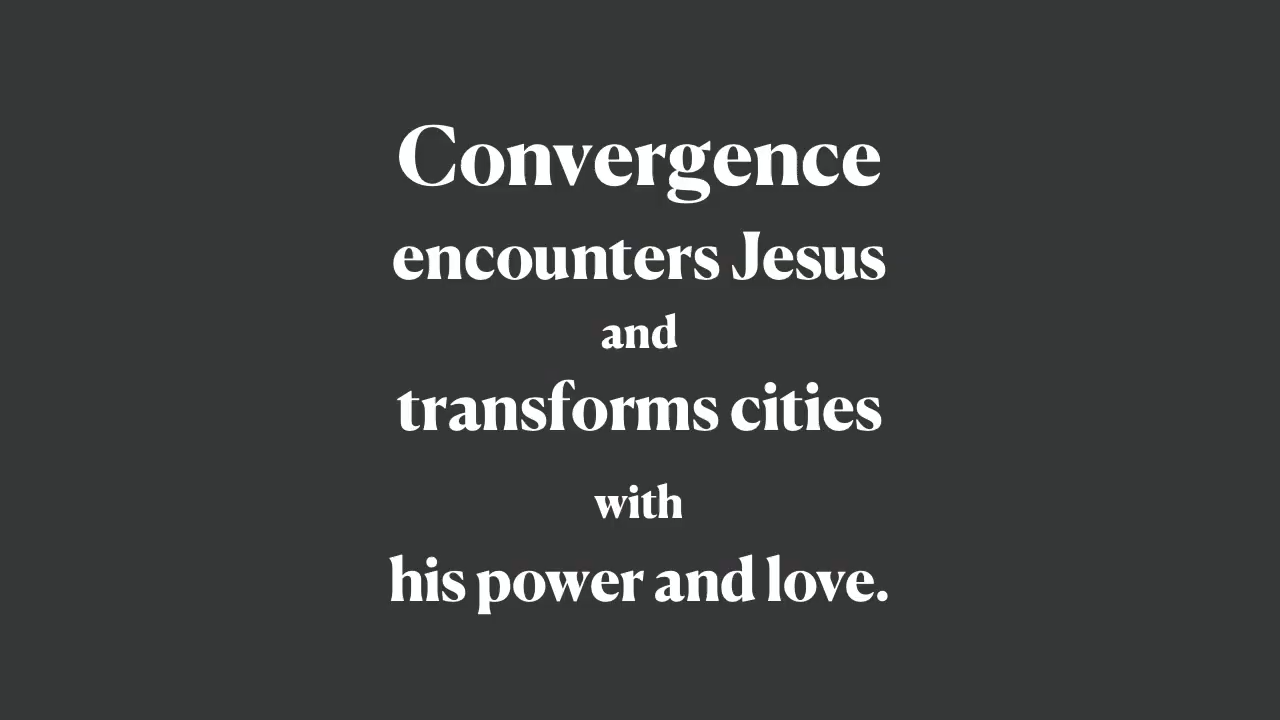 Convergence
encounters Jesus
and
transforms cities
with
his power and love.